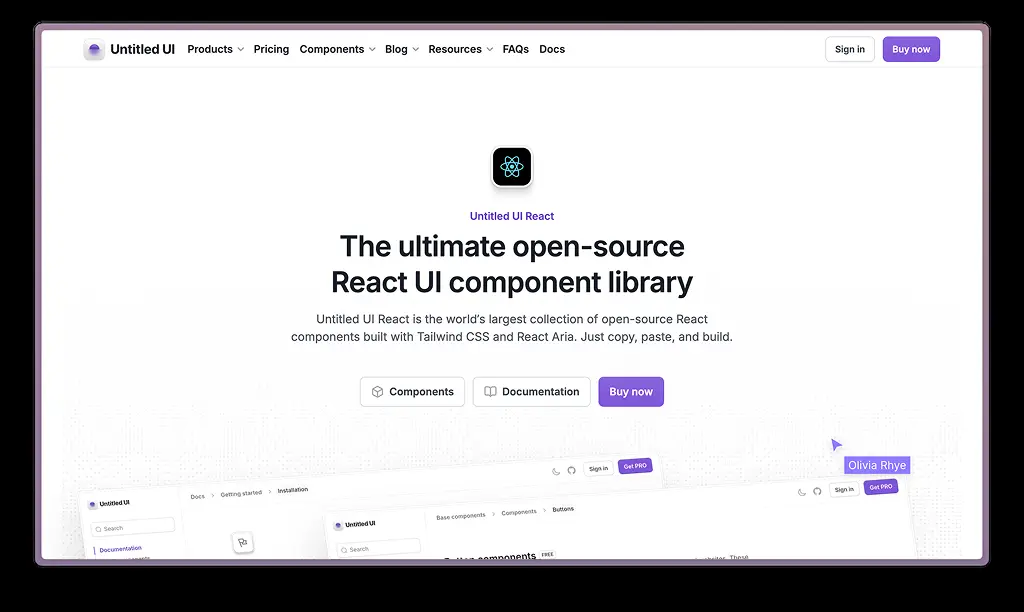 Untitled UI Products Pricing Components Blog Resources FAQs Docs Sign in Buy now
Untitled UI React
The ultimate open-source
React UI component library
Untitled UI React is the world's largest collection of open-source React
components built with Tailwind CSS and React Aria. Just copy, paste, and build.
Components Documentation Buy now
Olivia Rhye
Sign in Get PRO
Untitled UI Docs > Getting started > Installation
Search
Documentation
Sign in Get PRO
Untitled UI Base components > Components > Buttons
Search
components FREE
These